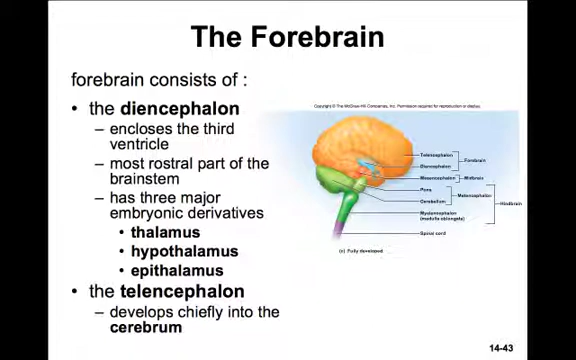 The Forebrain
forebrain consists of :
• the diencephalon
– encloses the third
ventricle
– most rostral part of the
brainstem
– has three major
embryonic derivatives
• thalamus
• hypothalamus
• epithalamus
• the telencephalon
– develops chiefly into the
cerebrum
Copyright © The McGraw-Hill Companies, Inc. Permission required for reproduction or display.
Telencephalon
Forebrain
Diencephalon
Mesencephalon
Midbrain
Pons
Metencephalon
Cerebellum
Hindbrain
Myelencephalon
(medulla oblongata)
Spinal cord
(c) Fully developed
14-43